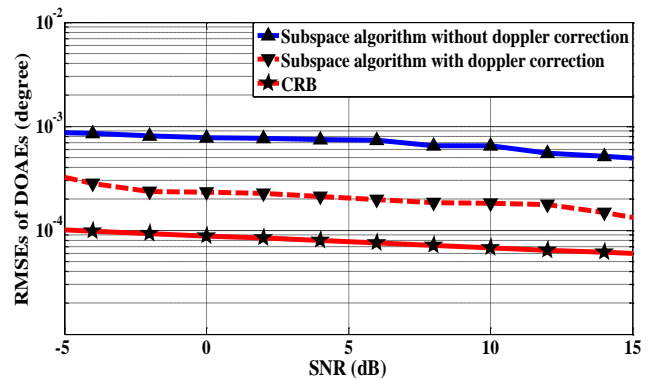 10^-2
Subspace algorithm without doppler correction
Subspace algorithm with doppler correction
CRB
10^-3
10^-4
RMSEs of DOAEs (degree)
-5 0 5 10 15
SNR (dB)